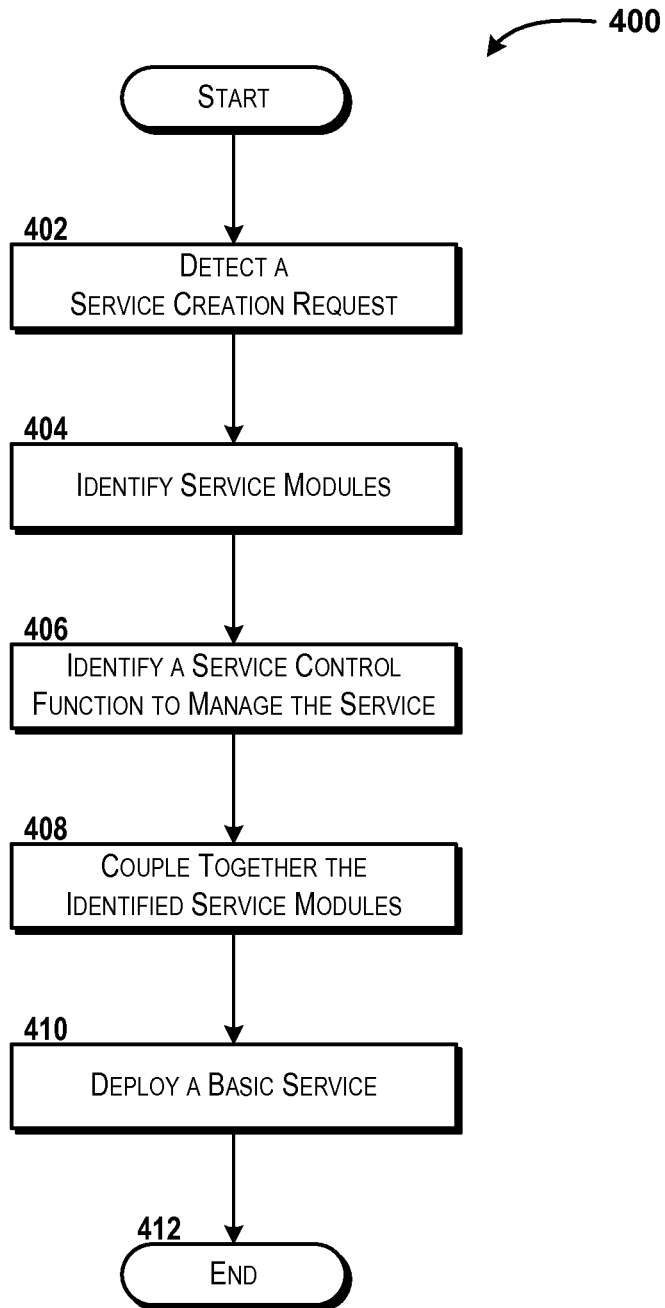 400
START
402
DETECT A
SERVICE CREATION REQUEST
404
IDENTIFY SERVICE MODULES
406
IDENTIFY A SERVICE CONTROL
FUNCTION TO MANAGE THE SERVICE
408
COUPLE TOGETHER THE
IDENTIFIED SERVICE MODULES
410
DEPLOY A BASIC SERVICE
412
END